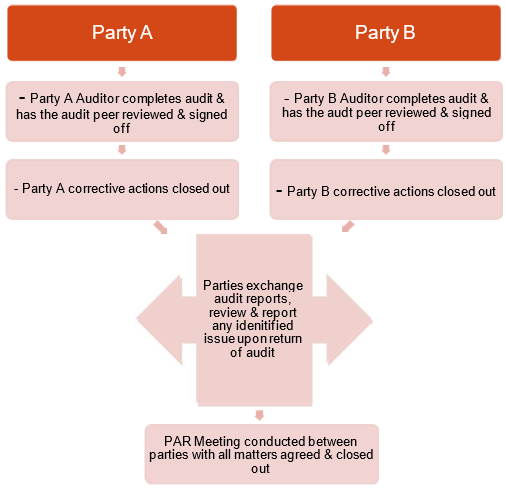 Party A
Party B
- Party A Auditor completes audit &
has the audit peer reviewed & signed
off
- Party B Auditor completes audit &
has the audt peer reviewed & signed
off
- Party A corrective actions closed out
- Party B corrective actions closed out
Parties exchange
audit reports,
review & report
any idenitified
issue upon return
of audit
PAR Meeting conducted between
parties with all matters agreed & closed
out